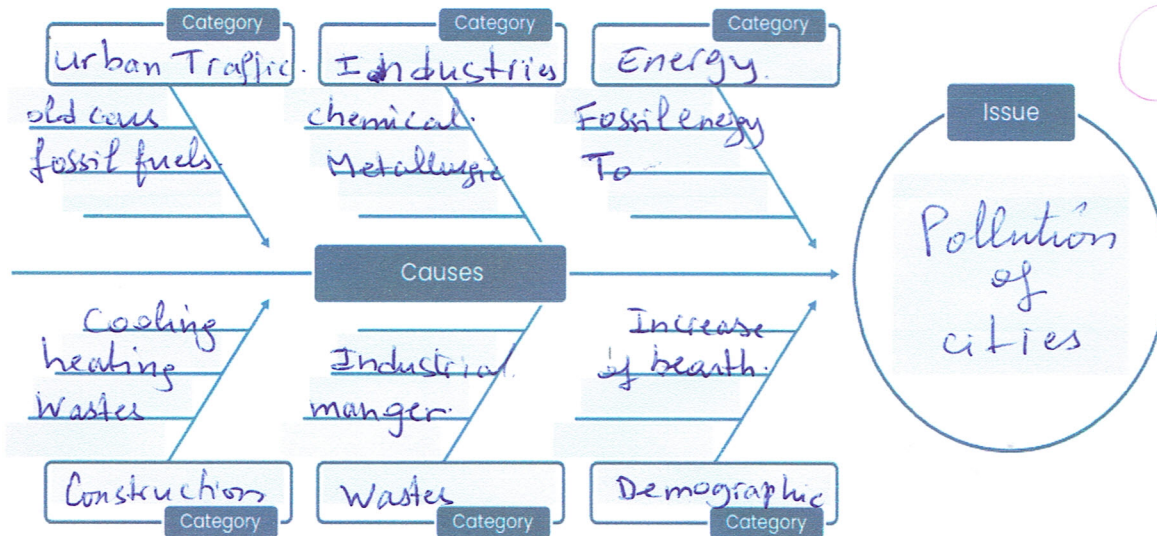 Category
Urban Traffic.
Category
Industries
Category
Energy.
old cars
fossil fuels.
chemical.
Metallurgic
Fossil energy
To
Issue
Pollution
of
cities
Causes
Cooling
heating
Wastes
Industrial
manger.
Increase
of bearth.
Construction
Category
Wastes
Category
Demographic
Category